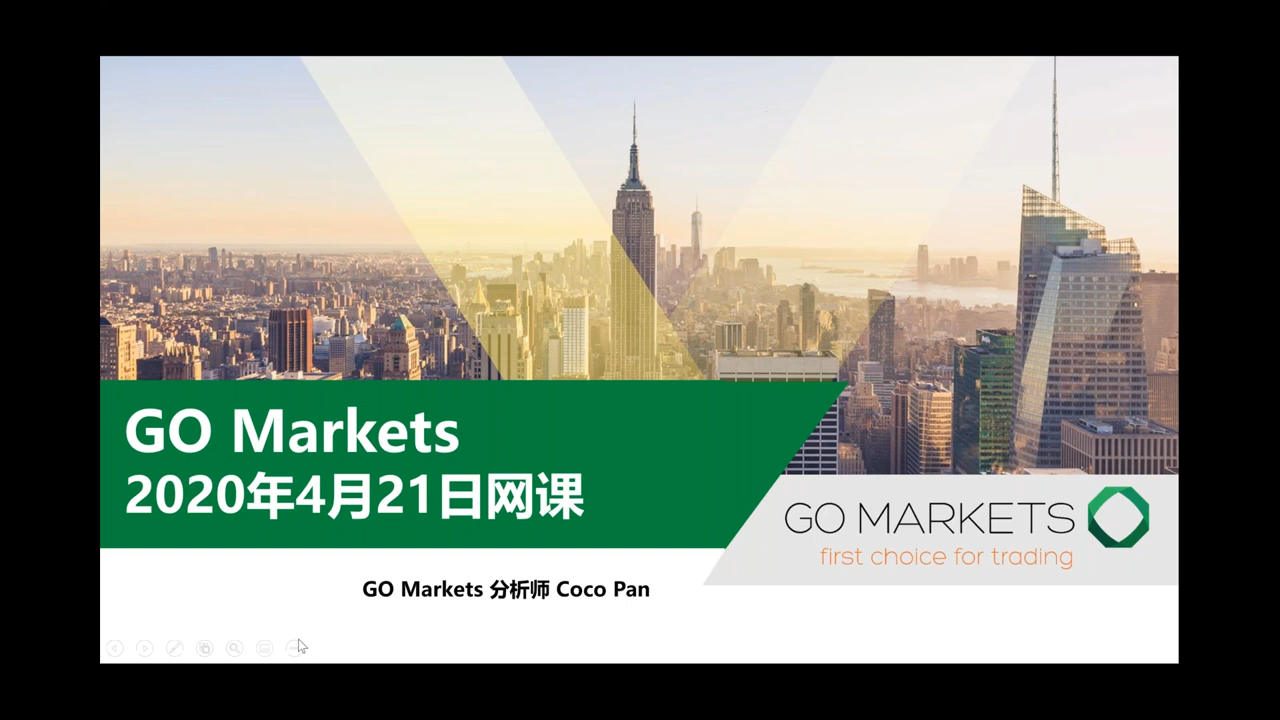 GO Markets
2020年4月21日网课
GO MARKETS
first choice for trading
GO Markets 分析师 Coco Pan